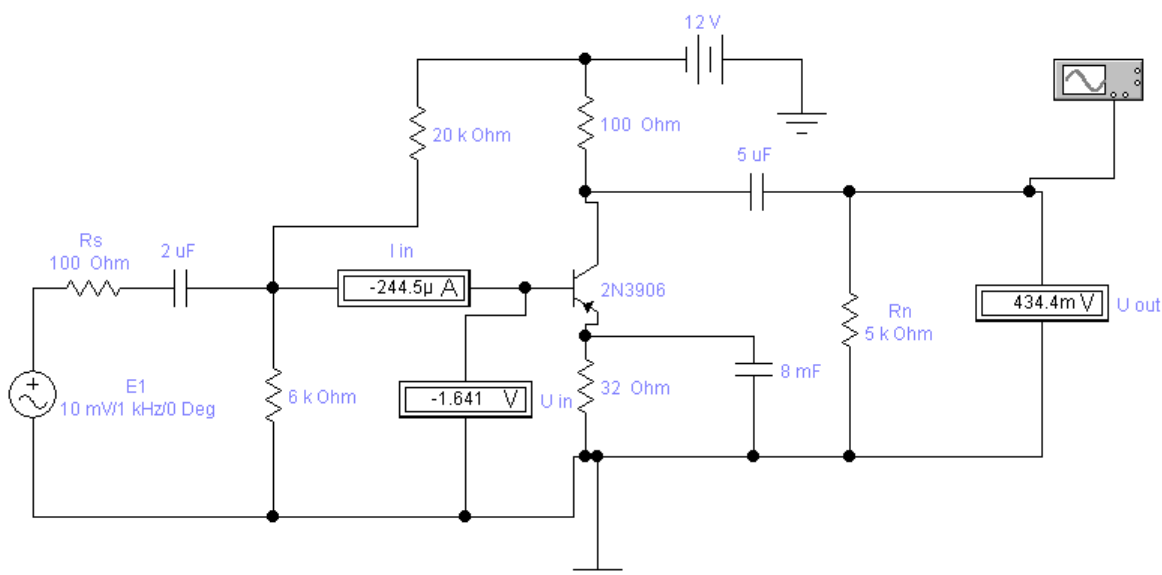 12 V
20 k Ohm
100 Ohm
5 uF
Rs
100 Ohm
2 uF
I in
-244.5µ A
2N3906
434.4m V
U out
Rn
5 k Ohm
E1
10 mV/1 kHz/0 Deg
6 k Ohm
-1.641 V
U in
32 Ohm
8 mF